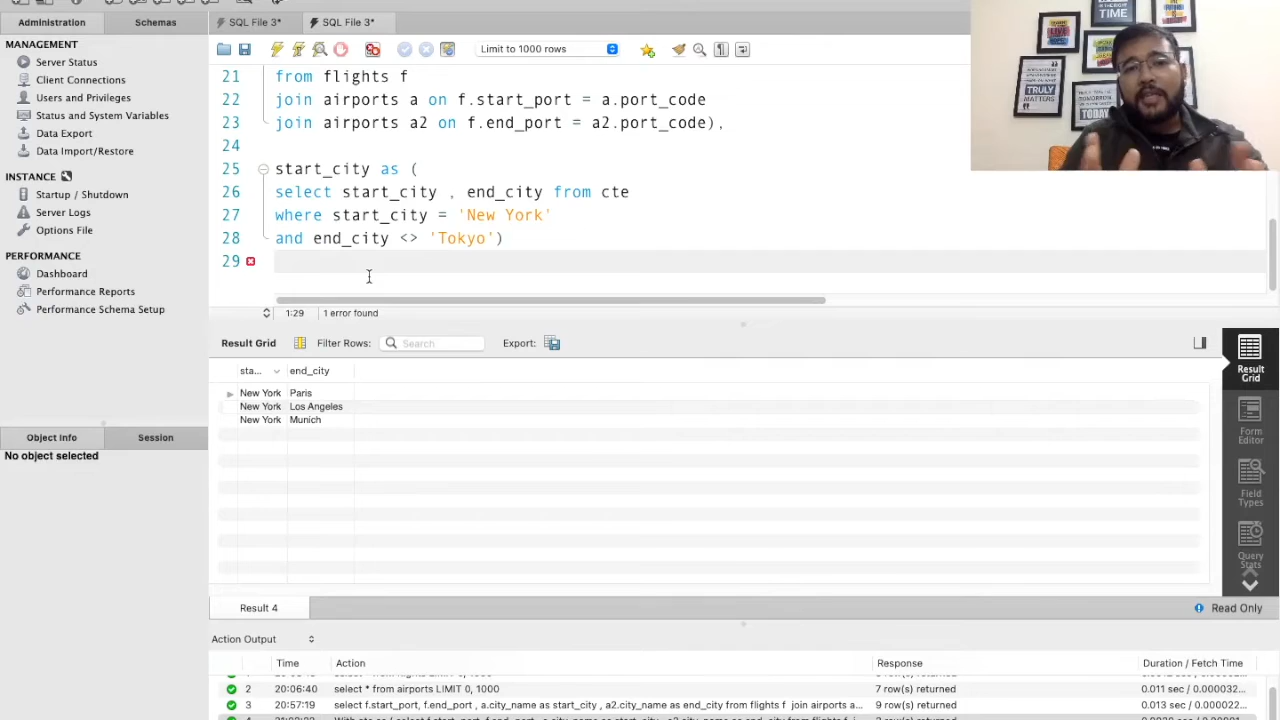 Administration
Schemas
SQL File 3*
SQL File 3*
MANAGEMENT
Server Status
Client Connections
Users and Privileges
Status and System Variables
Data Export
Data Import/Restore
INSTANCE
Startup / Shutdown
Server Logs
Options File
PERFORMANCE
Dashboard
Performance Reports
Performance Schema Setup
Object Info
Session
No object selected
Limit to 1000 rows
21 from flights f
22 join airports a on f.start_port = a.port_code
23 join airports a2 on f.end_port = a2.port_code),
24
25 start_city as (
26 select start_city , end_city from cte
27 where start_city = 'New York'
28 and end_city <> 'Tokyo')
29
1:29 1 error found
Result Grid Filter Rows: Search Export:
sta... end_city
New York Paris
New York Los Angeles
New York Munich
Result Grid
Form Editor
Field Types
Query Stats
Result 4
Read Only
Action Output
Time Action Response Duration / Fetch Time
2 20:06:40 select * from airports LIMIT 0, 1000 7 row(s) returned 0.011 sec / 0.000032...
3 20:57:19 select f.start_port, f.end_port , a.city_name as start_city , a2.city_name as end_city from flights f join airports a... 9 row(s) returned 0.013 sec / 0.000022...
TIME
TRULY
MATTERS
TOMORROW